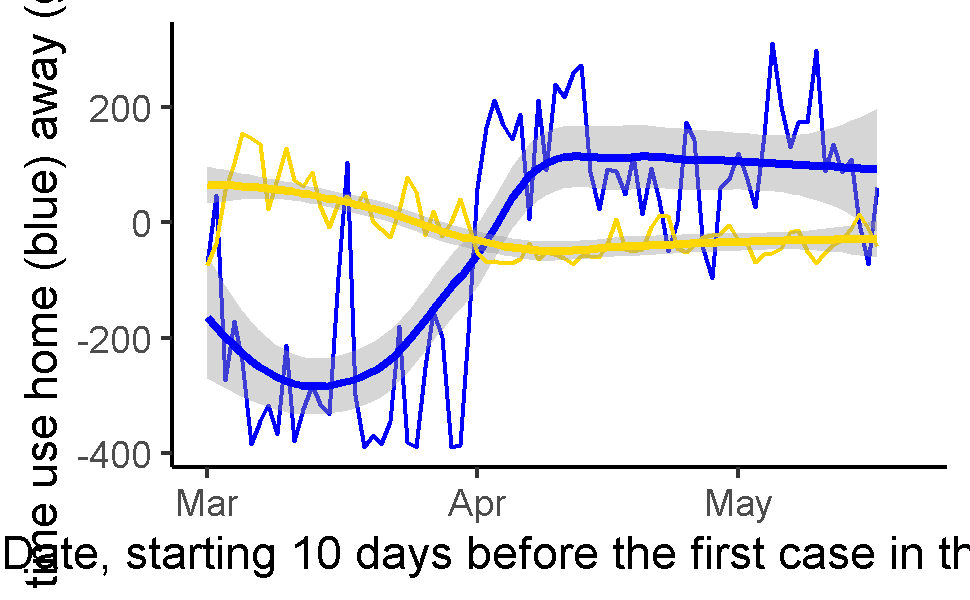 time use home (blue) away (
200
0
-200
-400
Mar Apr May
Date, starting 10 days before the first case in th